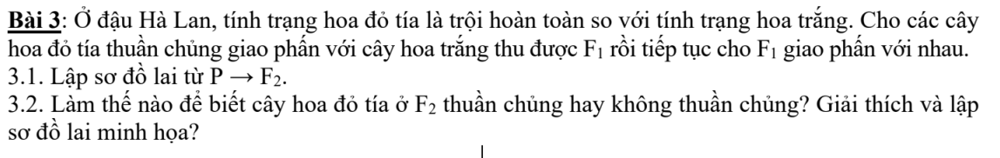 Bài 3: Ở đậu Hà Lan, tính trạng hoa đỏ tía là trội hoàn toàn so với tính trạng hoa trắng. Cho các cây
hoa đỏ tía thuần chủng giao phấn với cây hoa trắng thu được F₁ rồi tiếp tục cho F₁ giao phấn với nhau.
3.1. Lập sơ đồ lai từ P → F₂.
3.2. Làm thế nào để biết cây hoa đỏ tía ở F₂ thuần chủng hay không thuần chủng? Giải thích và lập
sơ đồ lai minh họa?